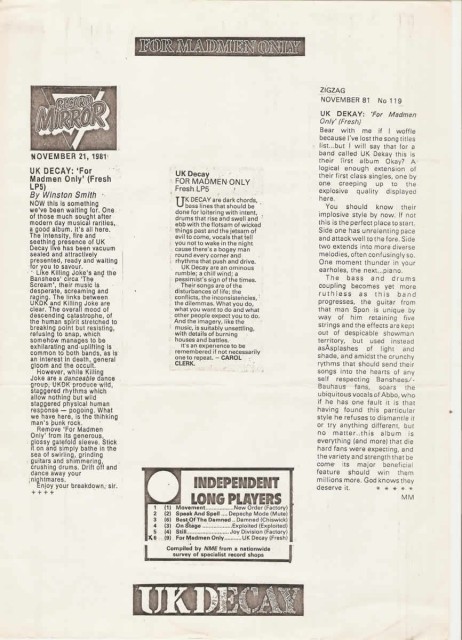 FOR MADMEN ONLY
RECORD
MIRROR
NOVEMBER 21, 1981
UK DECAY: 'For
Madmen Only' (Fresh
LP5)
By Winston Smith
NOW this is something
we've been waiting for. One
of those much sought after
modern day musical rarities,
a good album. It's all here.
The intensity, fire and
seething presence of UK
Decay live has been vacuum
sealed and attractively
presented, ready and waiting
for you to savour.
Like Killing Joke's and the
Banshees' circa 'The
Scream', their music is
desperate, screaming and
raging. The links between
UKDK and Killing Joke are
clear. The overall mood of
descending catastrophe, of
the human spirit stretched to
breaking point but resisting,
refusing to snap, which
somehow manages to be
exhilarating and uplifting is
common to both bands, as is
an interest in death, general
gloom and the occult.
However, while Killing
Joke are a danceable dance
group, UKDK produce wild,
staggered rhythms which
allow nothing but wild
staggered physical human
response — pogoing. What
we have here, is the thinking
man's punk rock.
Remove 'For Madmen
Only' from its generous,
glossy gatefold sleeve. Stick
it on and simply bathe in the
sea of swirling, grinding
guitars and shimmering,
crushing drums. Drift off and
dance away your
nightmares.
Enjoy your breakdown, sir.
++++
UK Decay
FOR MADMEN ONLY
Fresh LP5
UK DECAY are dark chords,
bass lines that should be
done for loitering with intent,
drums that rise and swell and
ebb with the flotsam of wicked
things past and the jetsom of
evil to come, vocals that tell
you not to wake in the night
cause there's a bogey man
round every corner and
rhythms that push and drive.
UK Decay are an ominous
rumble; a chill wind; a
pessimist's sign of the times.
Their songs are of the
disturbances of life; the
conflicts, the inconsistencies,
the dilemmas. What you do,
what you want to do and what
other people expect you to do.
And the imagery, like the
music, is suitably unsettling,
with details of burning
houses and battles.
It's an experience to be
remembered if not necessarily
one to repeat. – CAROL
CLERK.
ZIGZAG
NOVEMBER 81 No 119
UK DEKAY: 'For Madmen
Only' (Fresh)
Bear with me if I woffle
because I've lost the song titles
list...but I will say that for a
band called UK Dekay this is
their first album Okay? A
logical enough extension of
their first class singles, one by
one creeping up to the
explosive quality displayed
here.
You should know their
implosive style by now. If not
this is the perfect place to start.
Side one has unrelenting pace
and attack well to the fore. Side
two extends into more diverse
melodies, often confusingly so.
One moment thunder in your
earholes, the next...piano.
The bass and drums
coupling becomes yet more
ruthless as this band
progresses, the guitar from
that man Spon is unique by
way of him retaining five
strings and the effects are kept
out of despicable showman
territory, but used instead
as splashes of light and
shade, and amidst the crunchy
rythms that should send their
songs into the hearts of any
self respecting Banshees/-
Bauhaus fans, soars the
ubiquitous vocals of Abbo, who
if he has one fault it is that
having found this particular
style he refuses to dismantle it
or try anything different, but
no matter..this album is
everything (and more) that die
hard fans were expecting, and
the variety and strength that be
come its major beneficial
feature should win them
millions more. God knows they
deserve it. * * * * *
MM
INDEPENDENT
LONG PLAYERS
1 (1) Movement......New Order (Factory)
2 (2) Speak And Spell....Depeche Mode (Mute)
3 (6) Best Of The Damned..Damned (Chiswick)
4 (3) On Stage......Exploited (Exploited)
5 (4) Still......Joy Division (Factory)
6 (9) For Madmen Only......UK Decay (Fresh)
Compiled by NME from a nationwide
survey of specialist record shops
UK DECAY